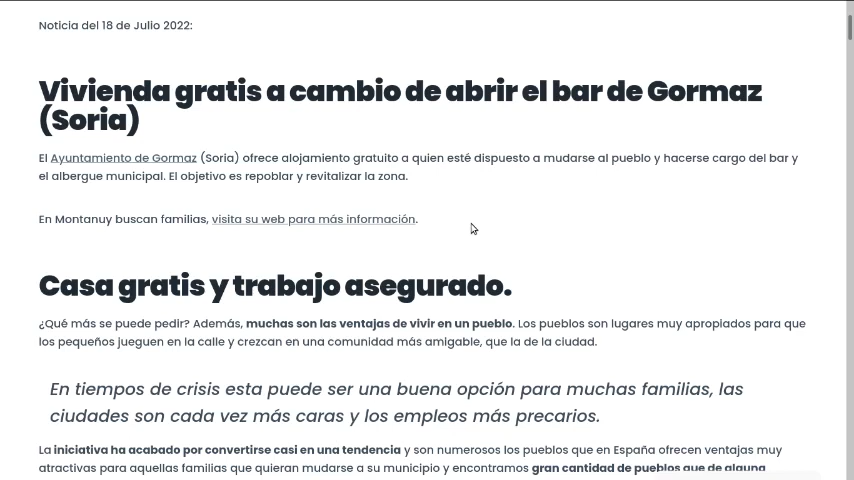 Noticia del 18 de Julio 2022:
Vivienda gratis a cambio de abrir el bar de Gormaz
(Soria)
El Ayuntamiento de Gormaz (Soria) ofrece alojamiento gratuito a quien esté dispuesto a mudarse al pueblo y hacerse cargo del bar y
el albergue municipal. El objetivo es repoblar y revitalizar la zona.
En Montanuy buscan familias, visita su web para más información.
Casa gratis y trabajo asegurado.
¿Qué más se puede pedir? Además, muchas son las ventajas de vivir en un pueblo. Los pueblos son lugares muy apropiados para que
los pequeños jueguen en la calle y crezcan en una comunidad más amigable, que la de la ciudad.
En tiempos de crisis esta puede ser una buena opción para muchas familias, las
ciudades son cada vez más caras y los empleos más precarios.
La iniciativa ha acabado por convertirse casi en una tendencia y son numerosos los pueblos que en España ofrecen ventajas muy
atractivas para aquellas familias que quieran mudarse a su municipio y encontramos gran cantidad de pueblos que de alguna